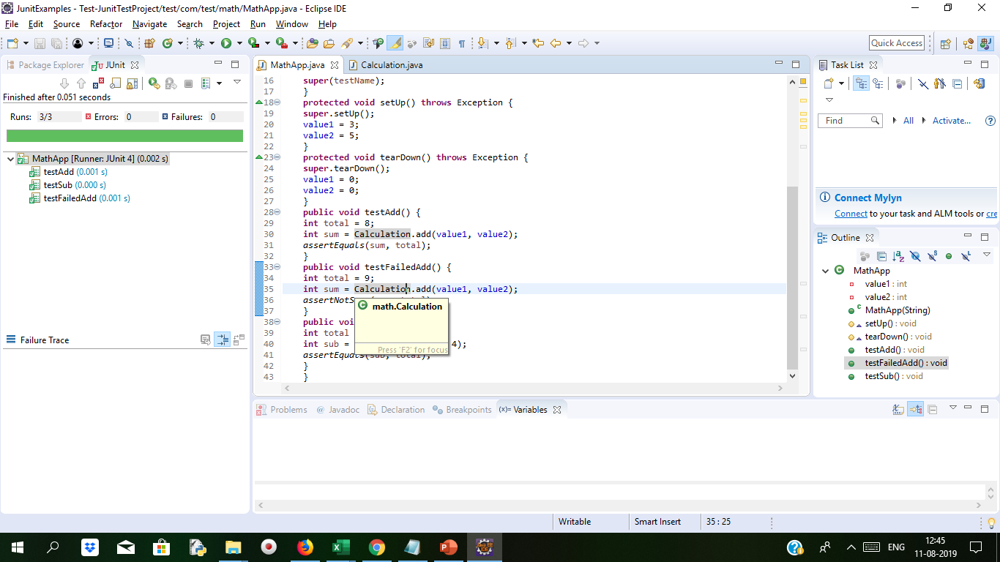 JunitExamples - Test-JunitTestProject/test/com/test/math/MathApp.java - Eclipse IDE
File Edit Source Refactor Navigate Search Project Run Window Help
Quick Access
Package Explorer JUnit
Finished after 0.051 seconds
Runs: 3/3 Errors: 0 Failures: 0
MathApp [Runner: JUnit 4] (0.002 s)
testAdd (0.001 s)
testSub (0.000 s)
testFailedAdd (0.001 s)
Failure Trace
MathApp.java Calculation.java
16 super(testName);
17 }
18 protected void setUp() throws Exception {
19 super.setUp();
20 value1 = 3;
21 value2 = 5;
22 }
23 protected void tearDown() throws Exception {
24 super.tearDown();
25 value1 = 0;
26 value2 = 0;
27 }
28 public void testAdd() {
29 int total = 8;
30 int sum = Calculation.add(value1, value2);
31 assertEquals(sum, total);
32 }
33 public void testFailedAdd() {
34 int total = 9;
35 int sum = Calculation.add(value1, value2);
36 assertNotS
37 }
38 public voi
39 int total
40 int sub = 4);
41 assertEquals(sub, total);
42 }
43 }
math.Calculation
Press 'F2' for focus
Problems Javadoc Declaration Breakpoints Variables
Task List
Find All Activate...
Connect Mylyn
Connect to your task and ALM tools or cre
Outline
MathApp
value1 : int
value2 : int
MathApp(String)
setUp() : void
tearDown() : void
testAdd() : void
testFailedAdd() : void
testSub() : void
Writable Smart Insert 35 : 25
ENG
12:45
11-08-2019